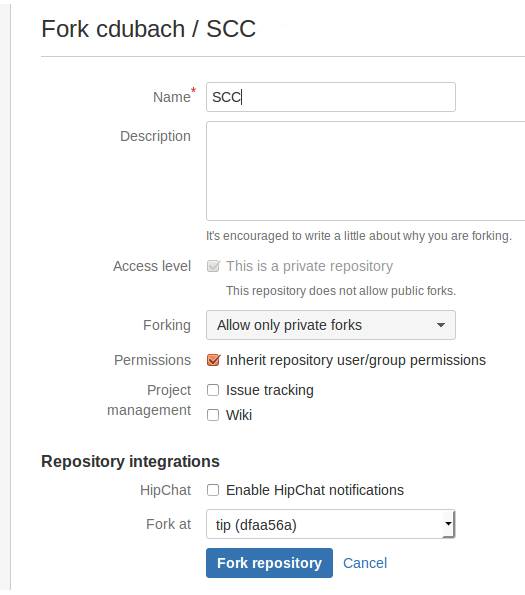 Fork cdubach / SCC
Name*
SCC
Description
It's encouraged to write a little about why you are forking.
Access level
This is a private repository
This repository does not allow public forks.
Forking
Allow only private forks
Permissions
Inherit repository user/group permissions
Project
management
Issue tracking
Wiki
Repository integrations
HipChat
Enable HipChat notifications
Fork at
tip (dfaa56a)
Fork repository
Cancel